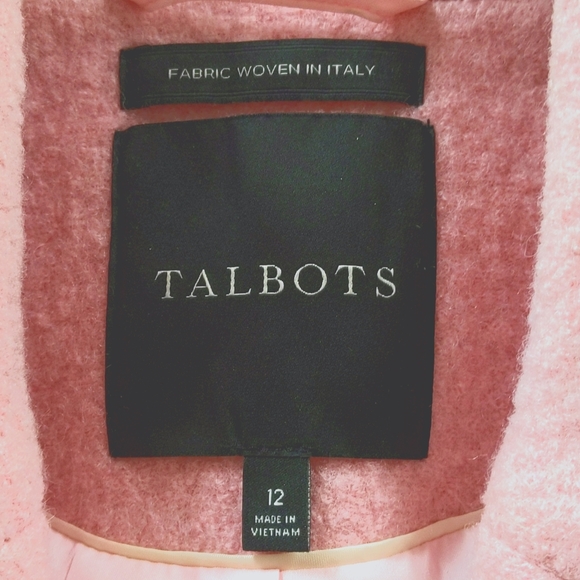 FABRIC WOVEN IN ITALY
TALBOTS
12
MADE IN
VIETNAM